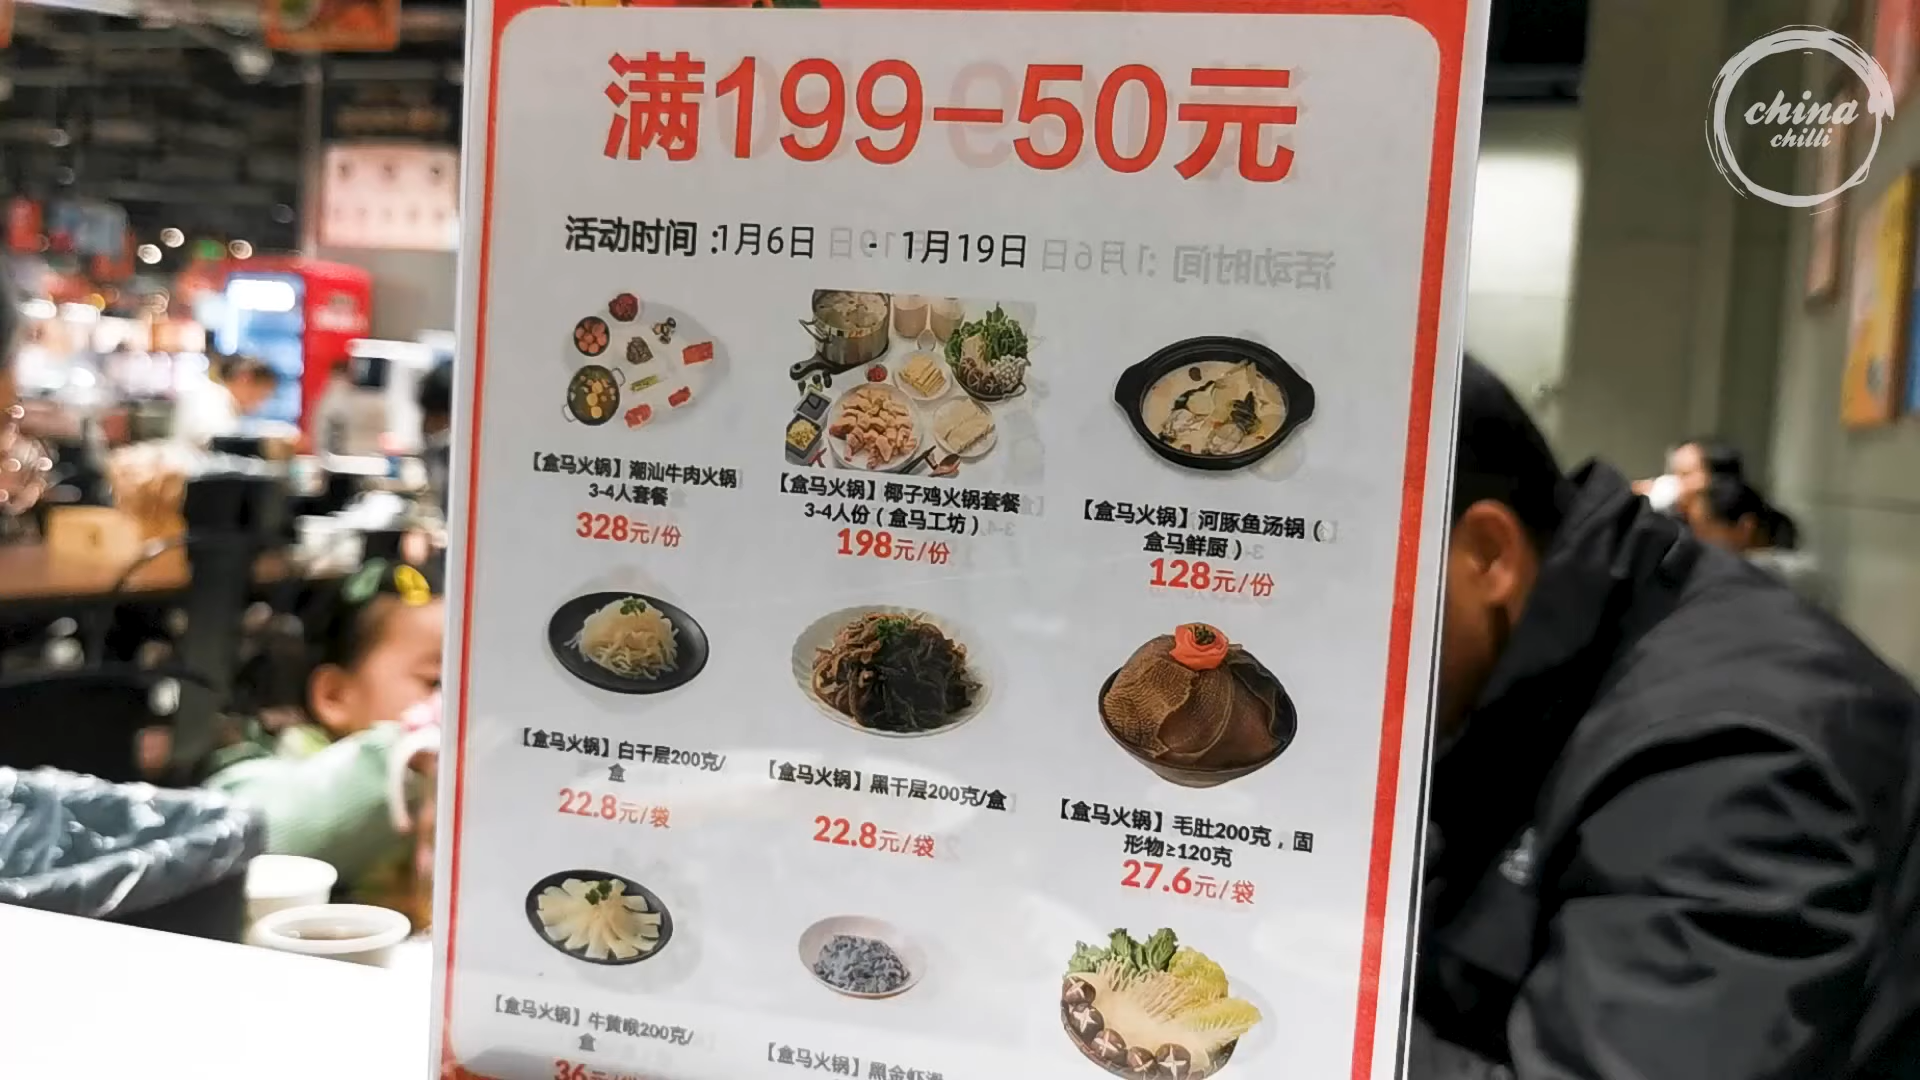 满199-50元
活动时间：1月6日 - 1月19日
【盒马火锅】潮汕牛肉火锅
3-4人套餐
328元/份
【盒马火锅】椰子鸡火锅套餐
3-4人份（盒马工坊）
198元/份
【盒马火锅】河豚鱼汤锅（
盒马鲜厨）
128元/份
【盒马火锅】白千层200克/
盒
22.8元/袋
【盒马火锅】黑千层200克/盒
22.8元/袋
【盒马火锅】毛肚200克，固
形物≥120克
27.6元/袋
【盒马火锅】牛黄喉200克/
盒
36元
【盒马火锅】黑金虾滑
china
chilli